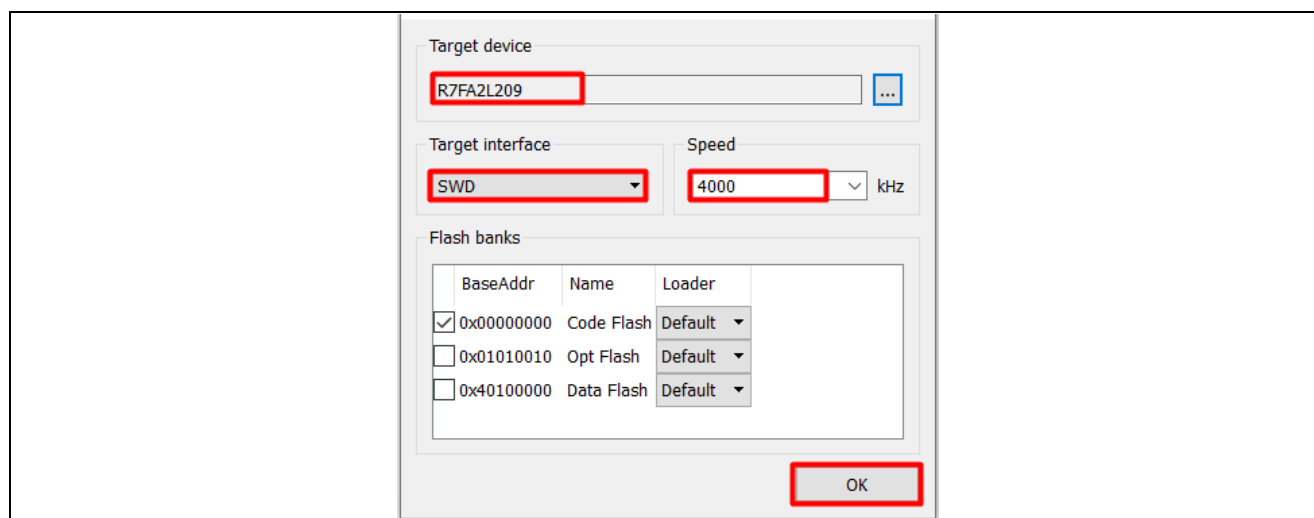 Target device
R7FA2L209 ...
Target interface Speed
SWD 4000 kHz
Flash banks
BaseAddr Name Loader
0x00000000 Code Flash Default
0x01010010 Opt Flash Default
0x40100000 Data Flash Default
OK